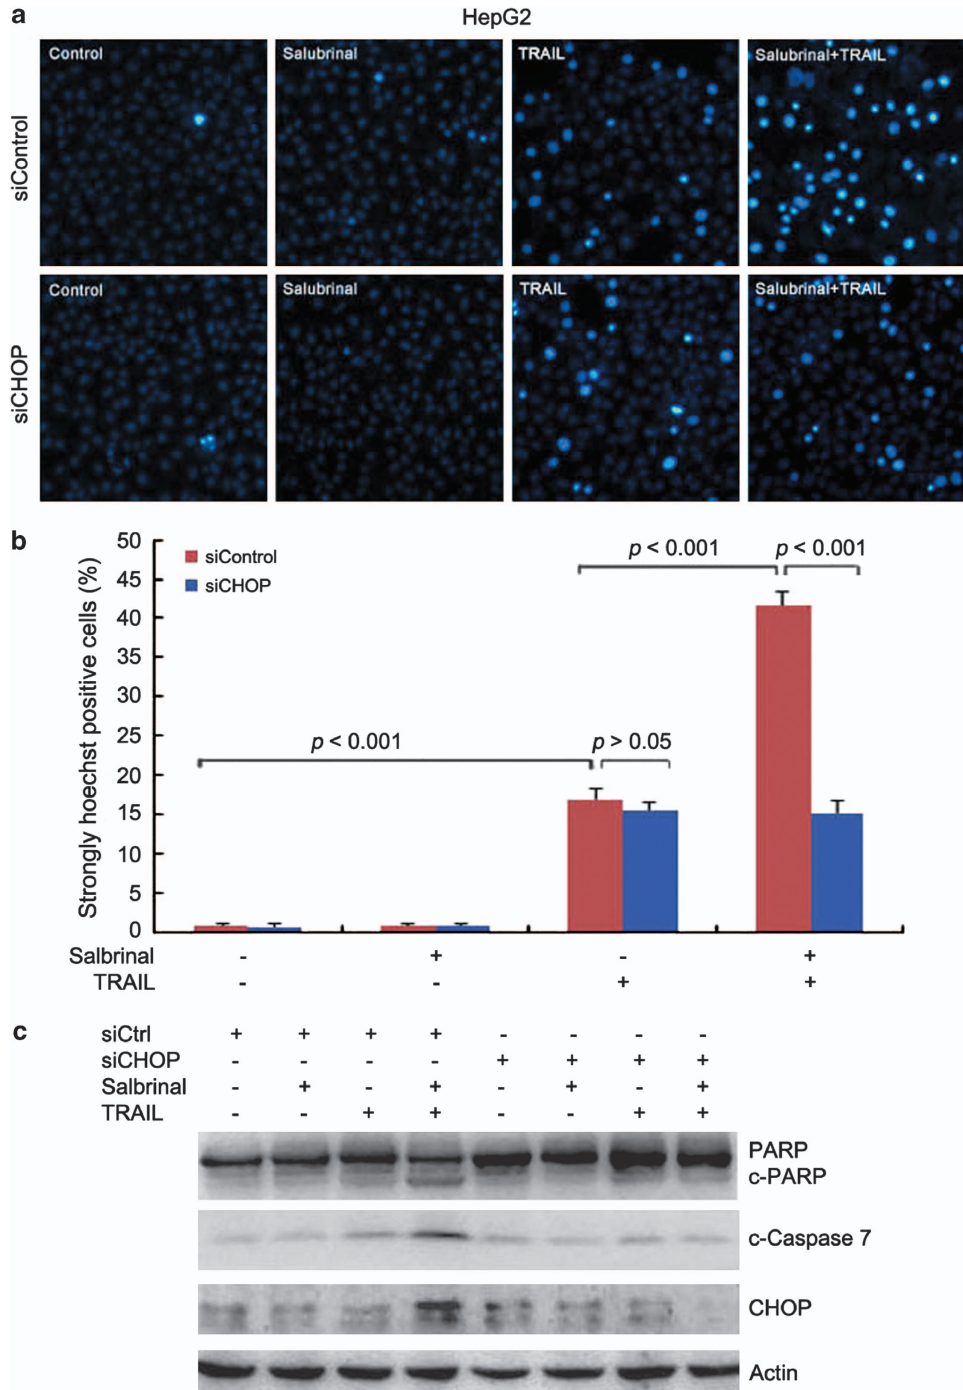 a
HepG2
siControl
Control
Salubrinal
TRAIL
Salubrinal+TRAIL
siCHOP
Control
Salubrinal
TRAIL
Salubrinal+TRAIL
b
Strongly hoechst positive cells (%)
50
45
40
35
30
25
20
15
10
5
0
siControl
siCHOP
p < 0.001
p > 0.05
p < 0.001
p < 0.001
Salbrinal - + - +
TRAIL - - + +
c
siCtrl + + + + - - - -
siCHOP - - - - + + + +
Salbrinal - + - + - + - +
TRAIL - - + + - - + +
PARP
c-PARP
c-Caspase 7
CHOP
Actin